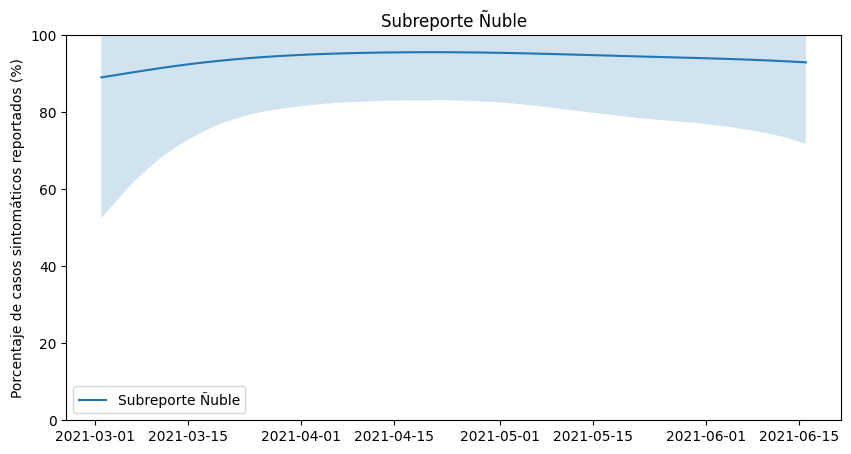 Subreporte Ñuble
Porcentaje de casos sintomáticos reportados (%)
100
80
60
40
20
0
Subreporte Ñuble
2021-03-01 2021-03-15 2021-04-01 2021-04-15 2021-05-01 2021-05-15 2021-06-01 2021-06-15